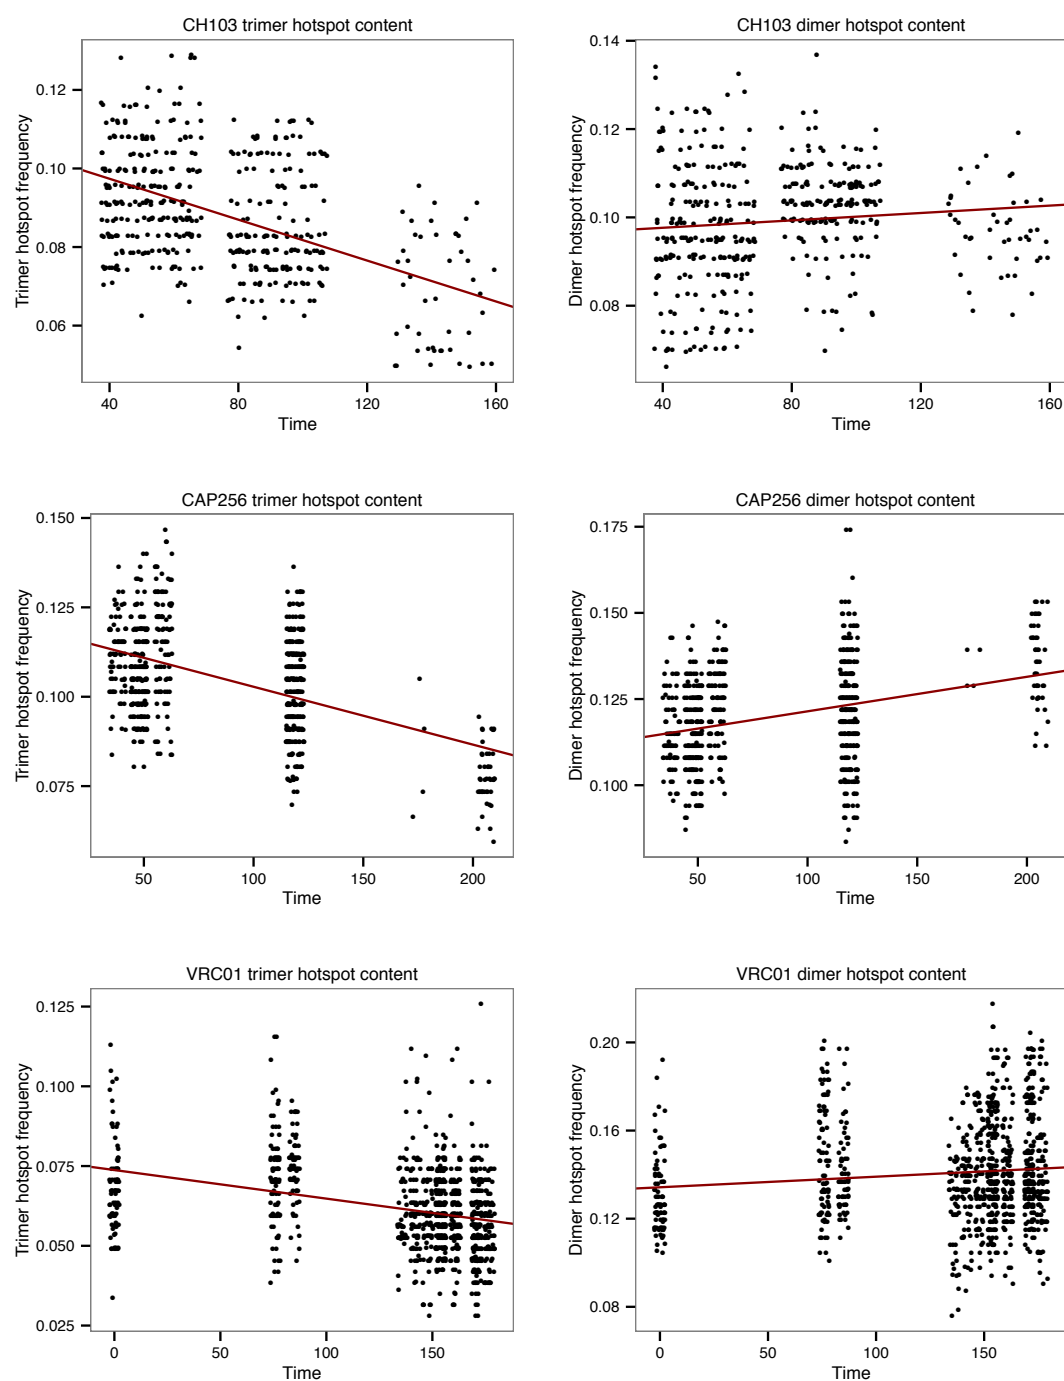 CH103 trimer hotspot content
Trimer hotspot frequency
0.12
0.10
0.08
0.06
40 80 120 160
Time
CH103 dimer hotspot content
Dimer hotspot frequency
0.14
0.12
0.10
0.08
40 80 120 160
Time
CAP256 trimer hotspot content
Trimer hotspot frequency
0.150
0.125
0.100
0.075
50 100 150 200
Time
CAP256 dimer hotspot content
Dimer hotspot frequency
0.175
0.150
0.125
0.100
50 100 150 200
Time
VRC01 trimer hotspot content
Trimer hotspot frequency
0.125
0.100
0.075
0.050
0.025
0 50 100 150
Time
VRC01 dimer hotspot content
Dimer hotspot frequency
0.20
0.16
0.12
0.08
0 50 100 150
Time